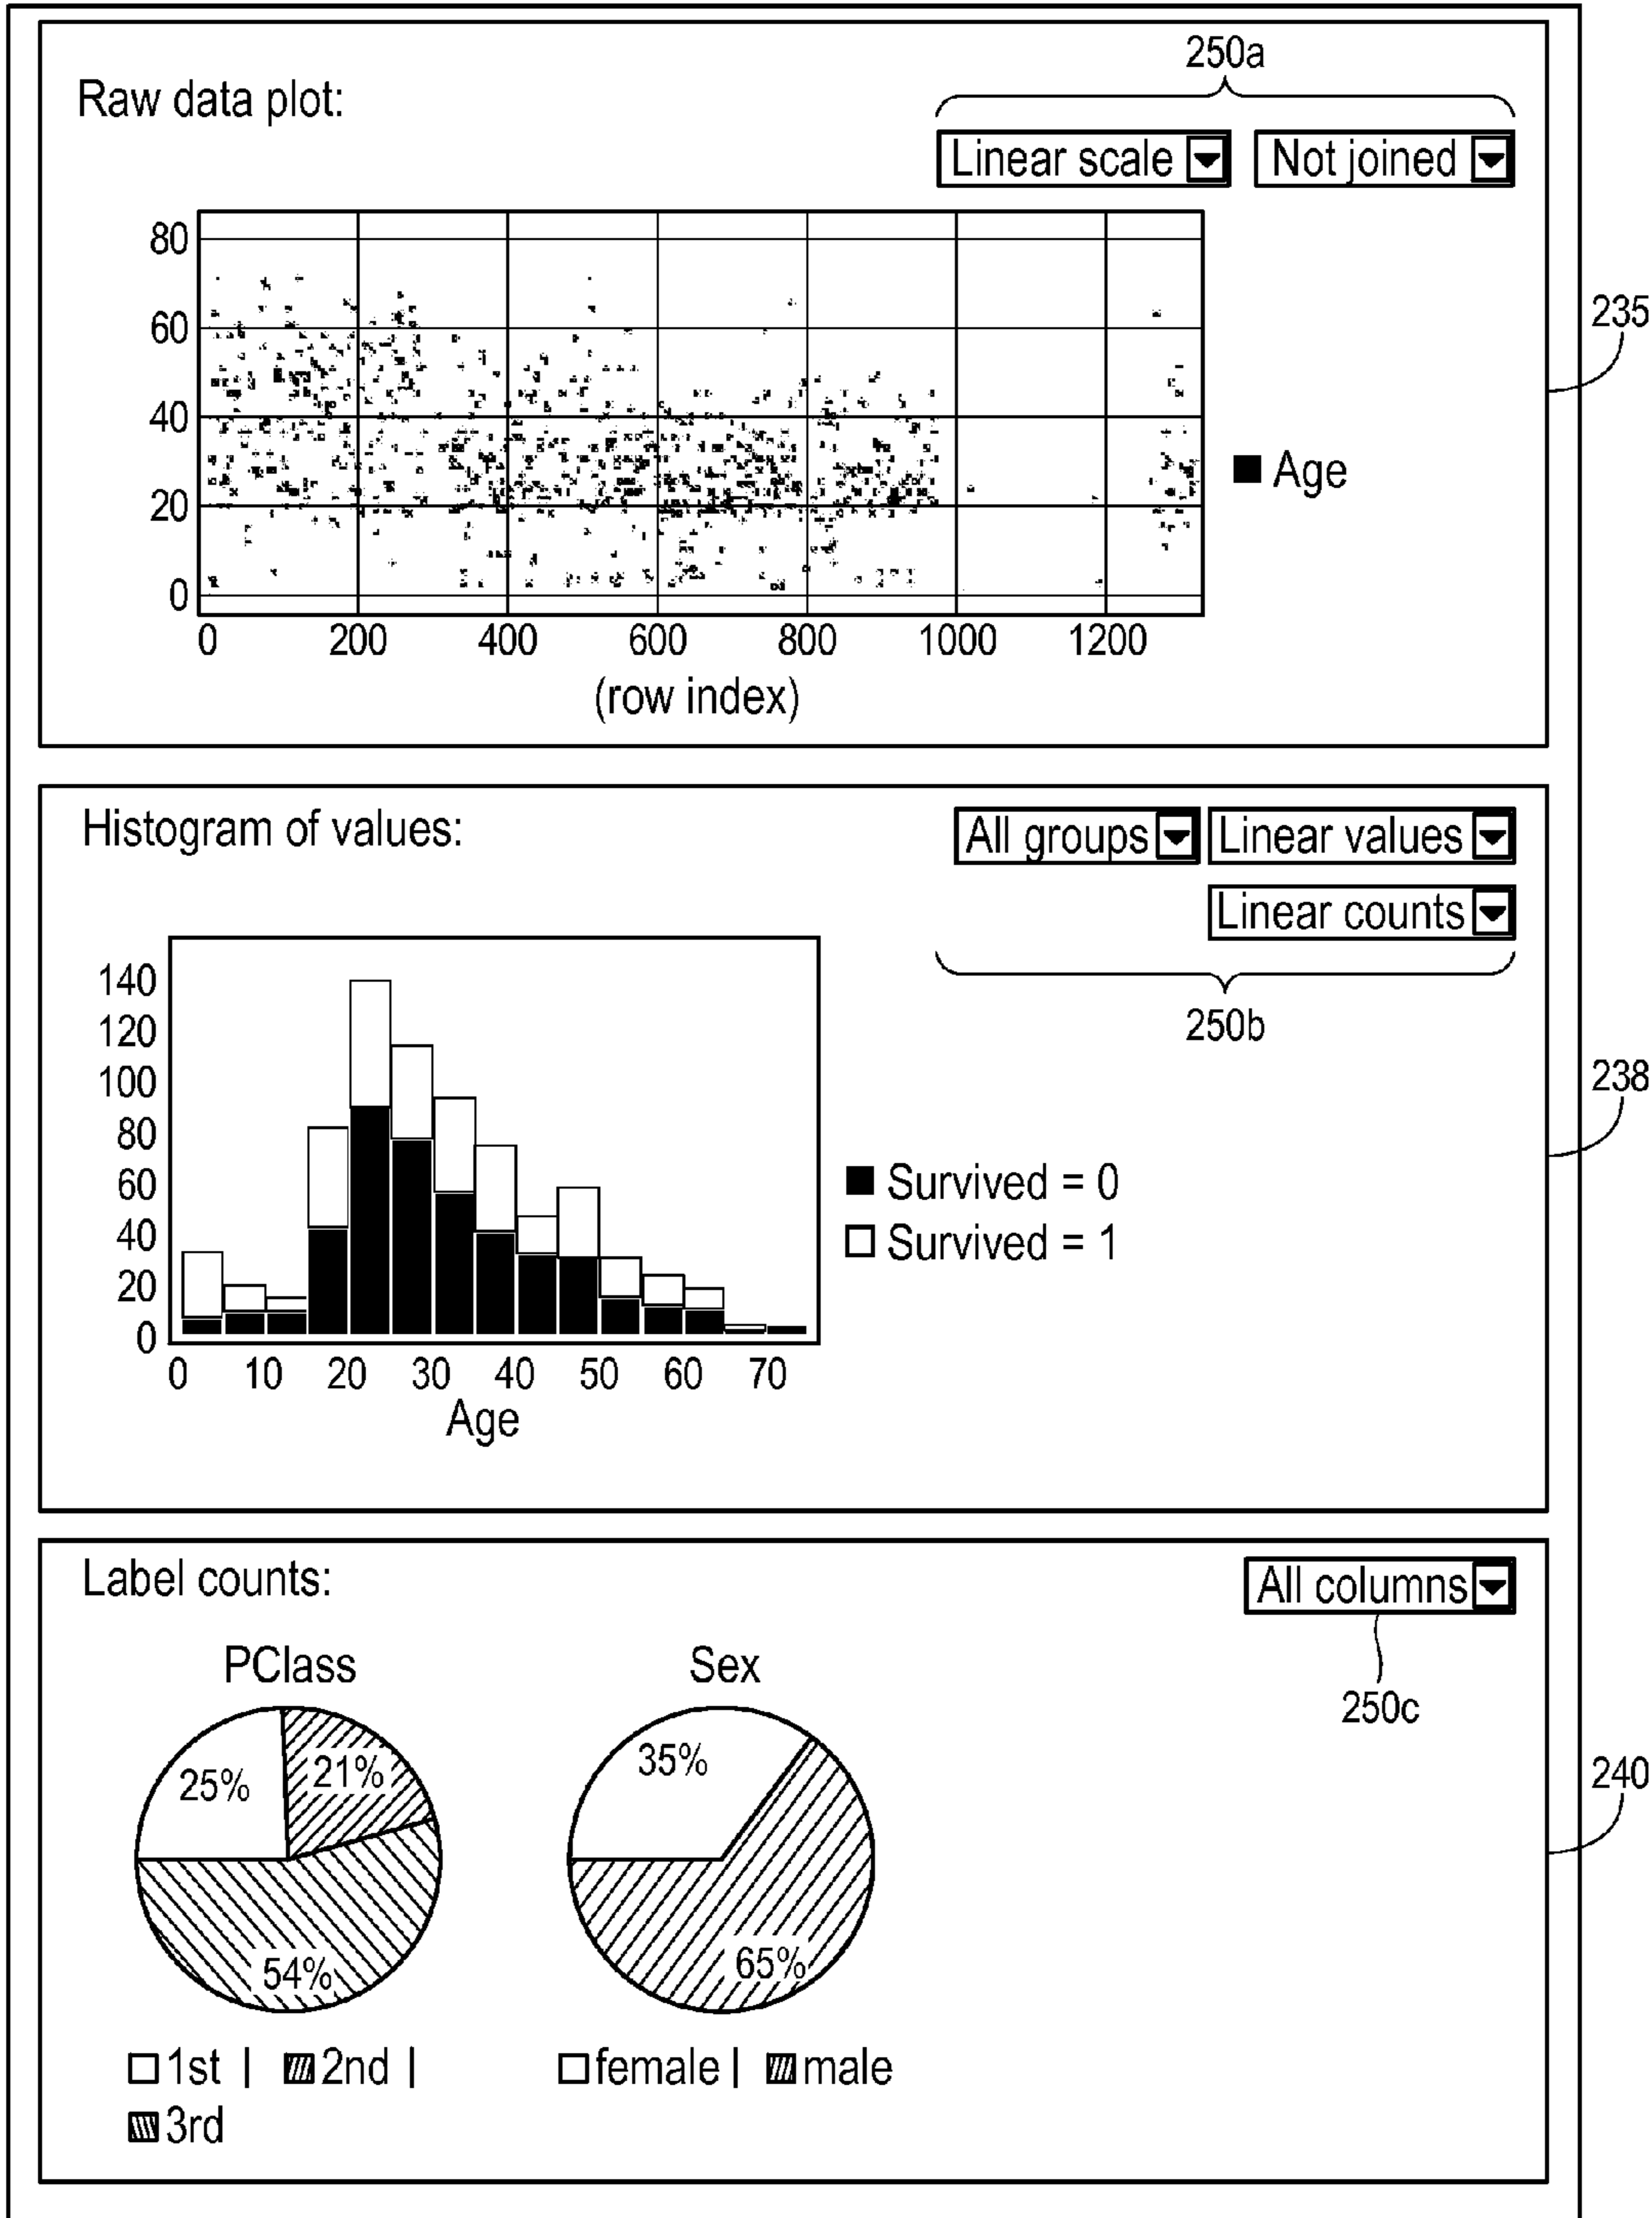 250a
Raw data plot:
Linear scale Not joined
80
60
40
20
0
0 200 400 600 800 1000 1200
(row index)
Age
235
Histogram of values:
All groups Linear values
Linear counts
250b
140
120
100
80
60
40
20
0
0 10 20 30 40 50 60 70
Age
Survived = 0
Survived = 1
238
Label counts:
All columns
250c
PClass
25% 21%
54%
1st | 2nd |
3rd
Sex
35%
65%
female | male
240